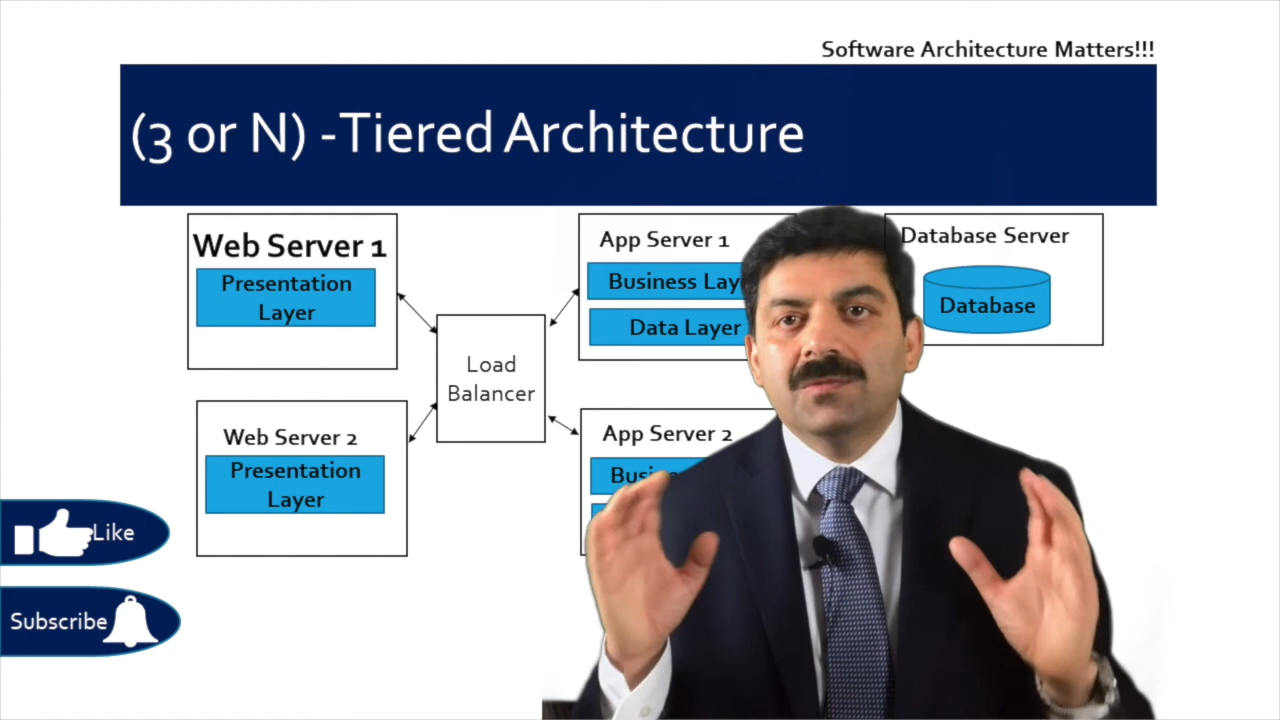 Software Architecture Matters!!!
(3 or N) -Tiered Architecture
Web Server 1
Presentation
Layer
App Server 1
Business
Data Layer
Database Server
Database
Load
Balancer
Web Server 2
Presentation
Layer
App Server 2
Like
Subscribe